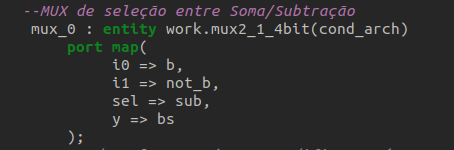 --MUX de seleção entre Soma/Subtração
mux_0 : entity work.mux2_1_4bit(cond_arch)
port map(
i0 => b,
i1 => not_b,
sel => sub,
y => bs
);